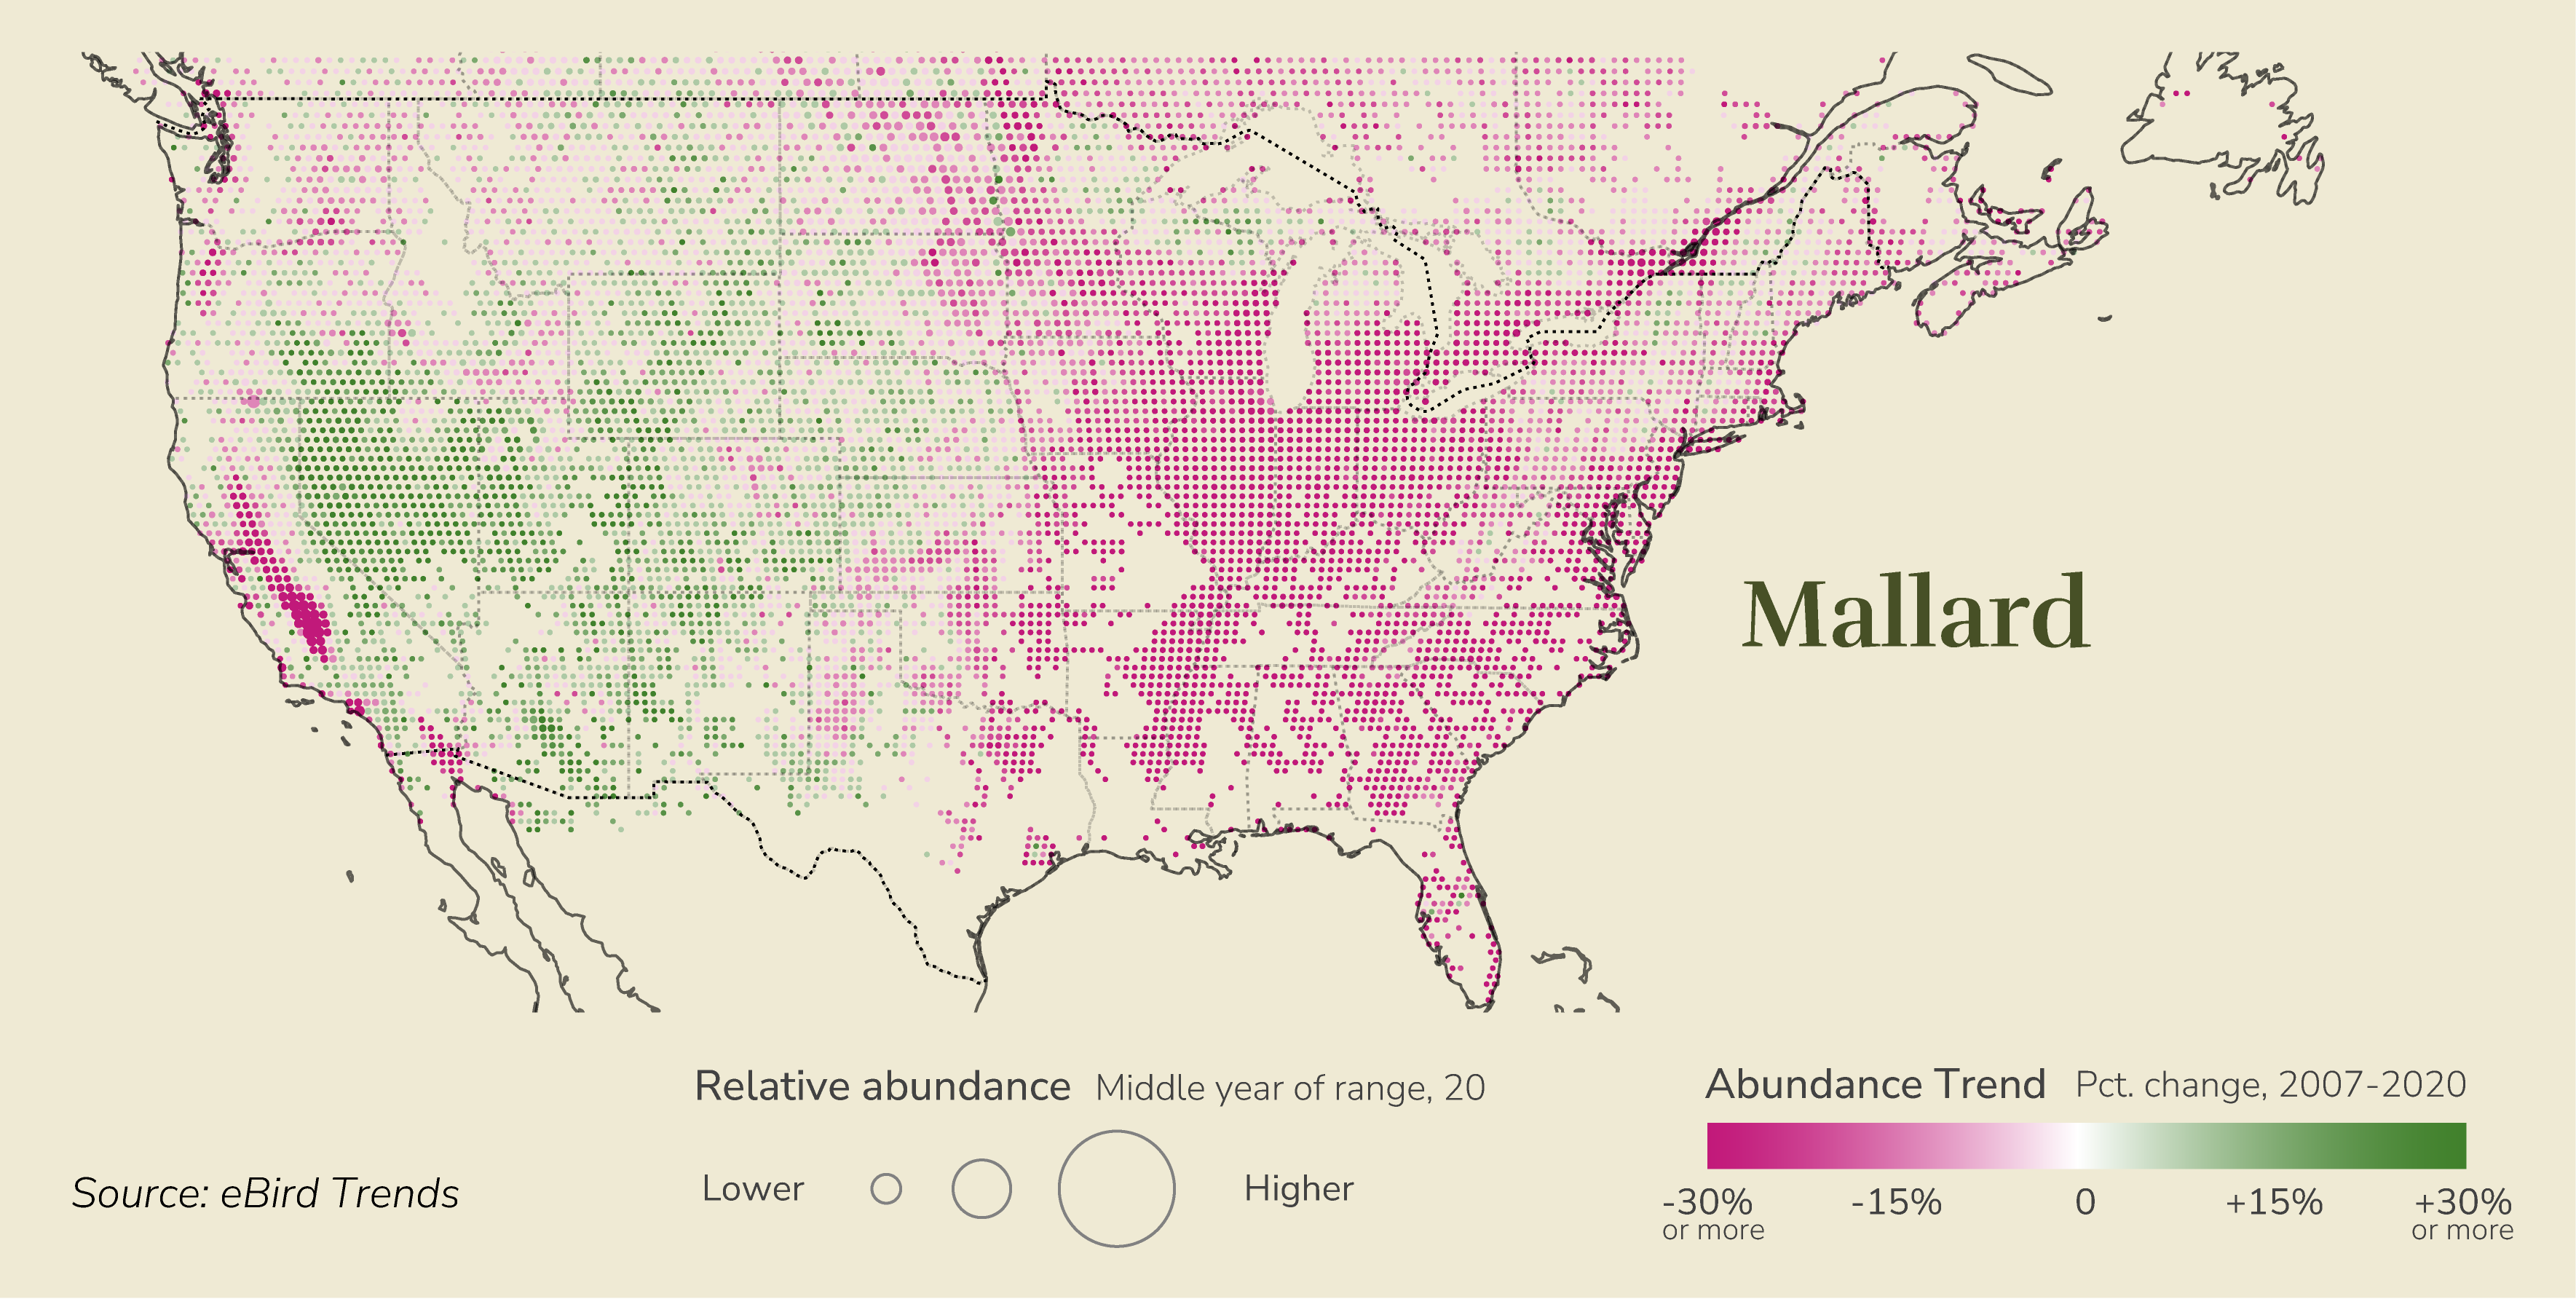 Mallard
Relative abundance Middle year of range, 20
Lower Higher
Abundance Trend Pct. change, 2007-2020
-30% -15% 0 +15% +30%
or more or more
Source: eBird Trends